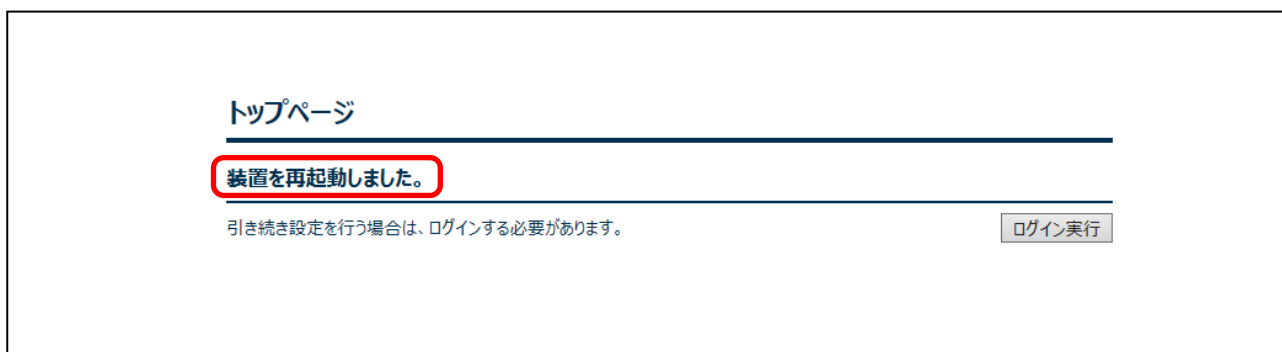 トップページ
装置を再起動しました。
引き続き設定を行う場合は、ログインする必要があります。
ログイン実行